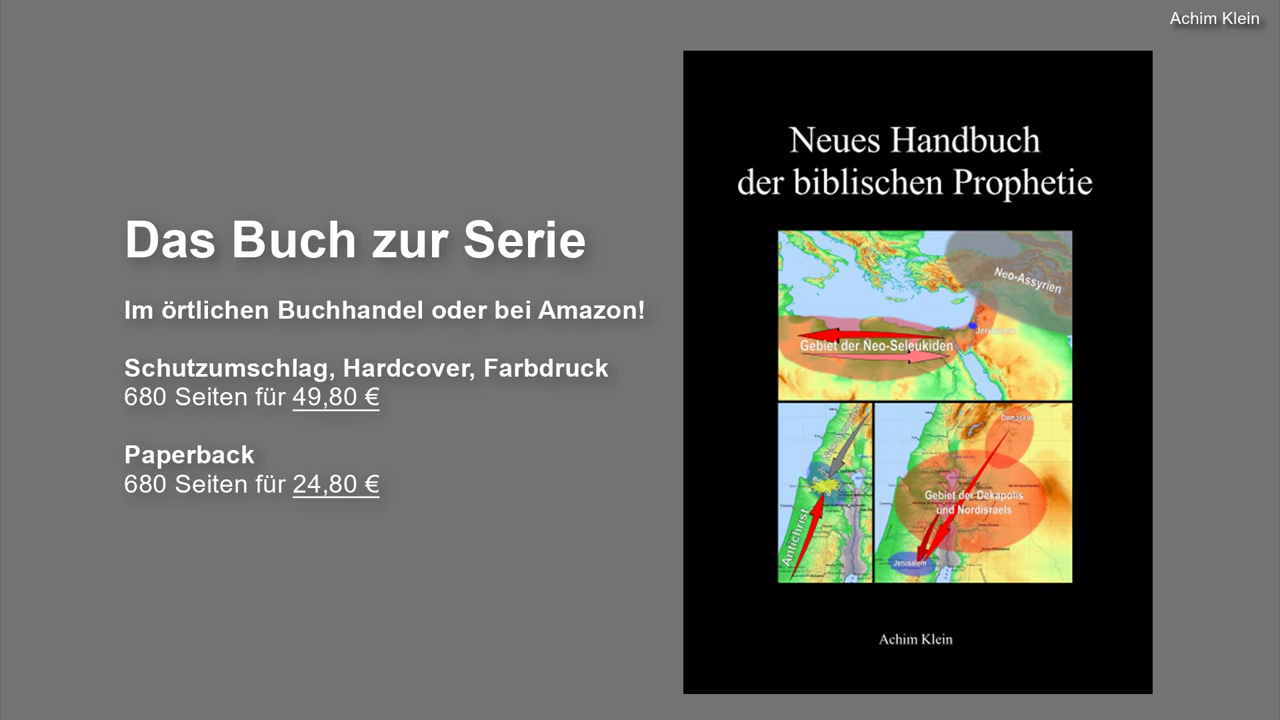 Achim Klein
Das Buch zur Serie
Im örtlichen Buchhandel oder bei Amazon!
Schutzumschlag, Hardcover, Farbdruck
680 Seiten für 49,80 €
Paperback
680 Seiten für 24,80 €
Neues Handbuch
der biblischen Prophetie
Neo-Assyrien
Jerusalem
Gebiet der Neo-Seleukiden
Antichrist
Damaskus
Gebiet der Dekapolis
und Nordisraels
Jerusalem
Achim Klein